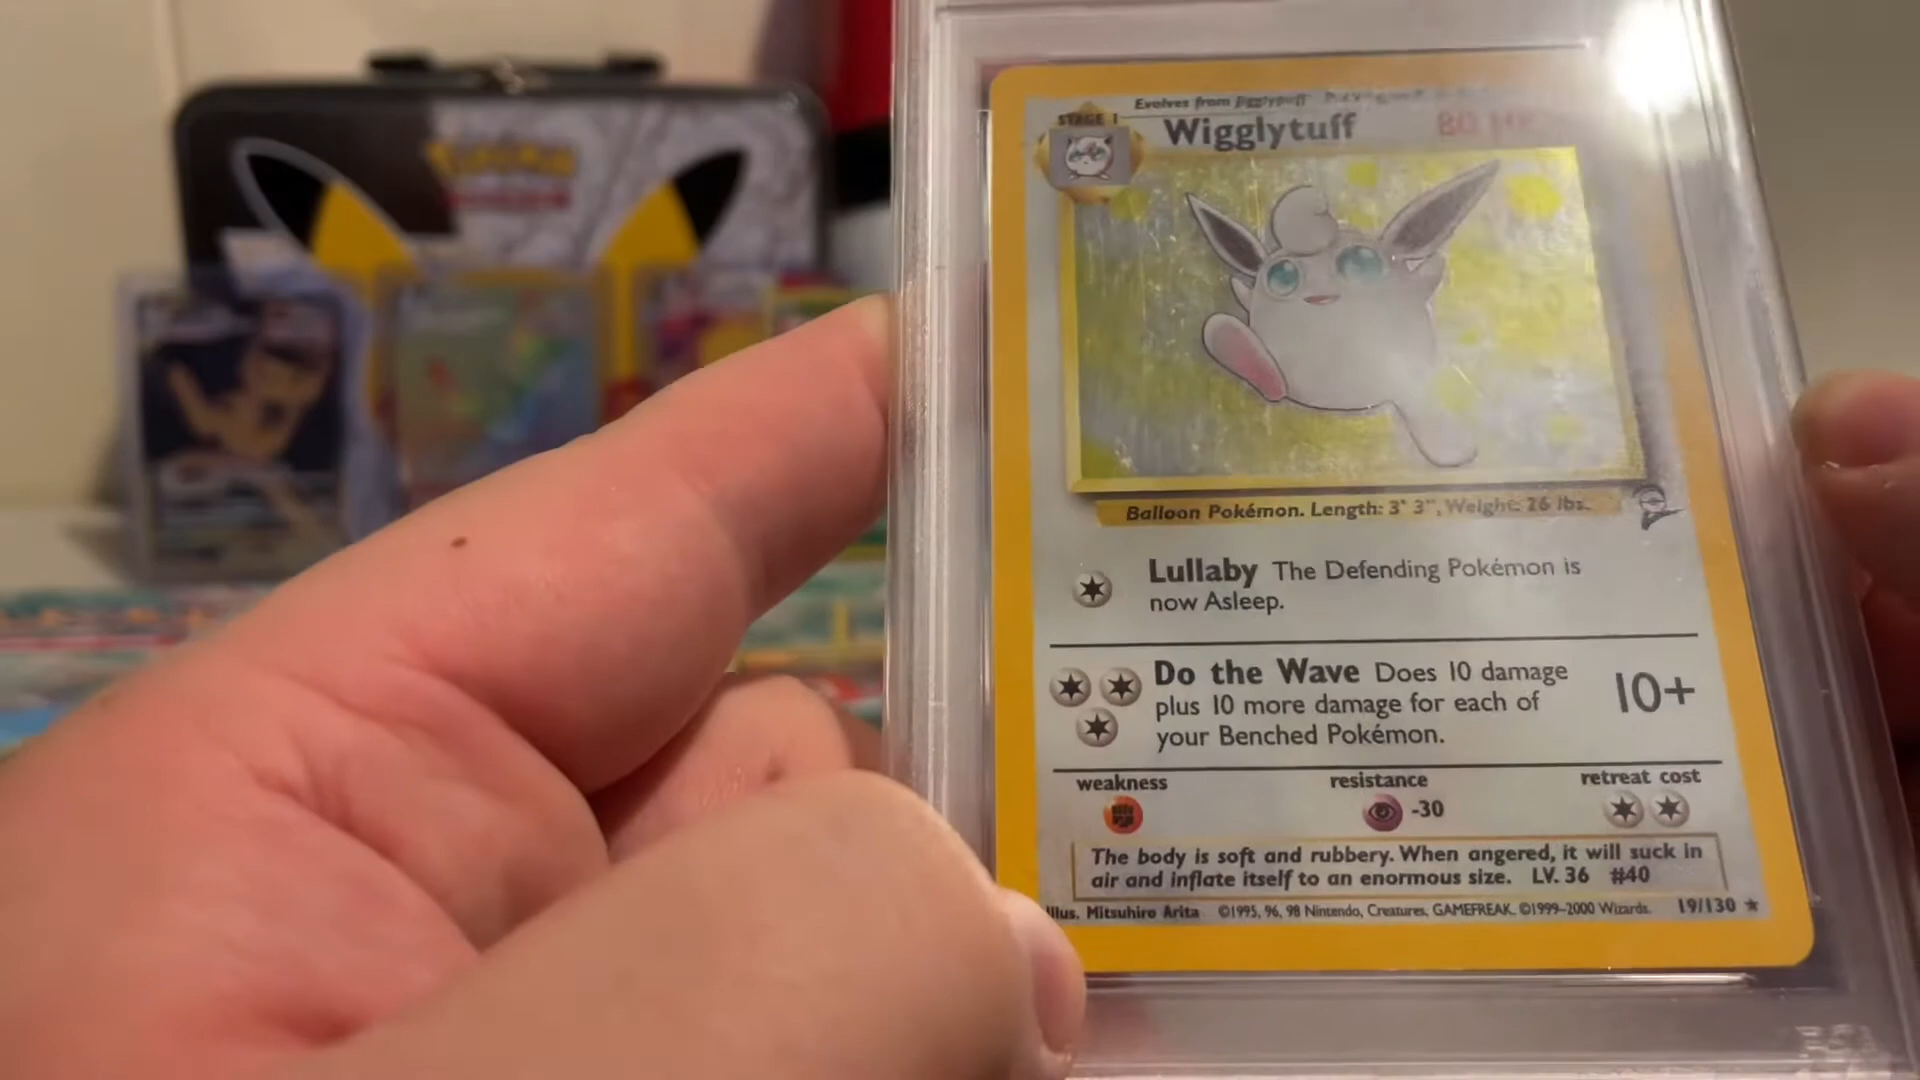 Pokémon
Evolves from Jigglypuff
STAGE 1
Wigglytuff
80 HP
Balloon Pokémon. Length: 3' 3", Weight: 26 lbs.
Lullaby The Defending Pokémon is
now Asleep.
Do the Wave Does 10 damage
plus 10 more damage for each of
your Benched Pokémon.
10+
weakness resistance retreat cost
-30
The body is soft and rubbery. When angered, it will suck in
air and inflate itself to an enormous size. LV. 36 #40
Illus. Mitsuhiro Arita ©1995, 96, 98 Nintendo, Creatures, GAMEFREAK. ©1999-2000 Wizards. 19/130 ★
PSA